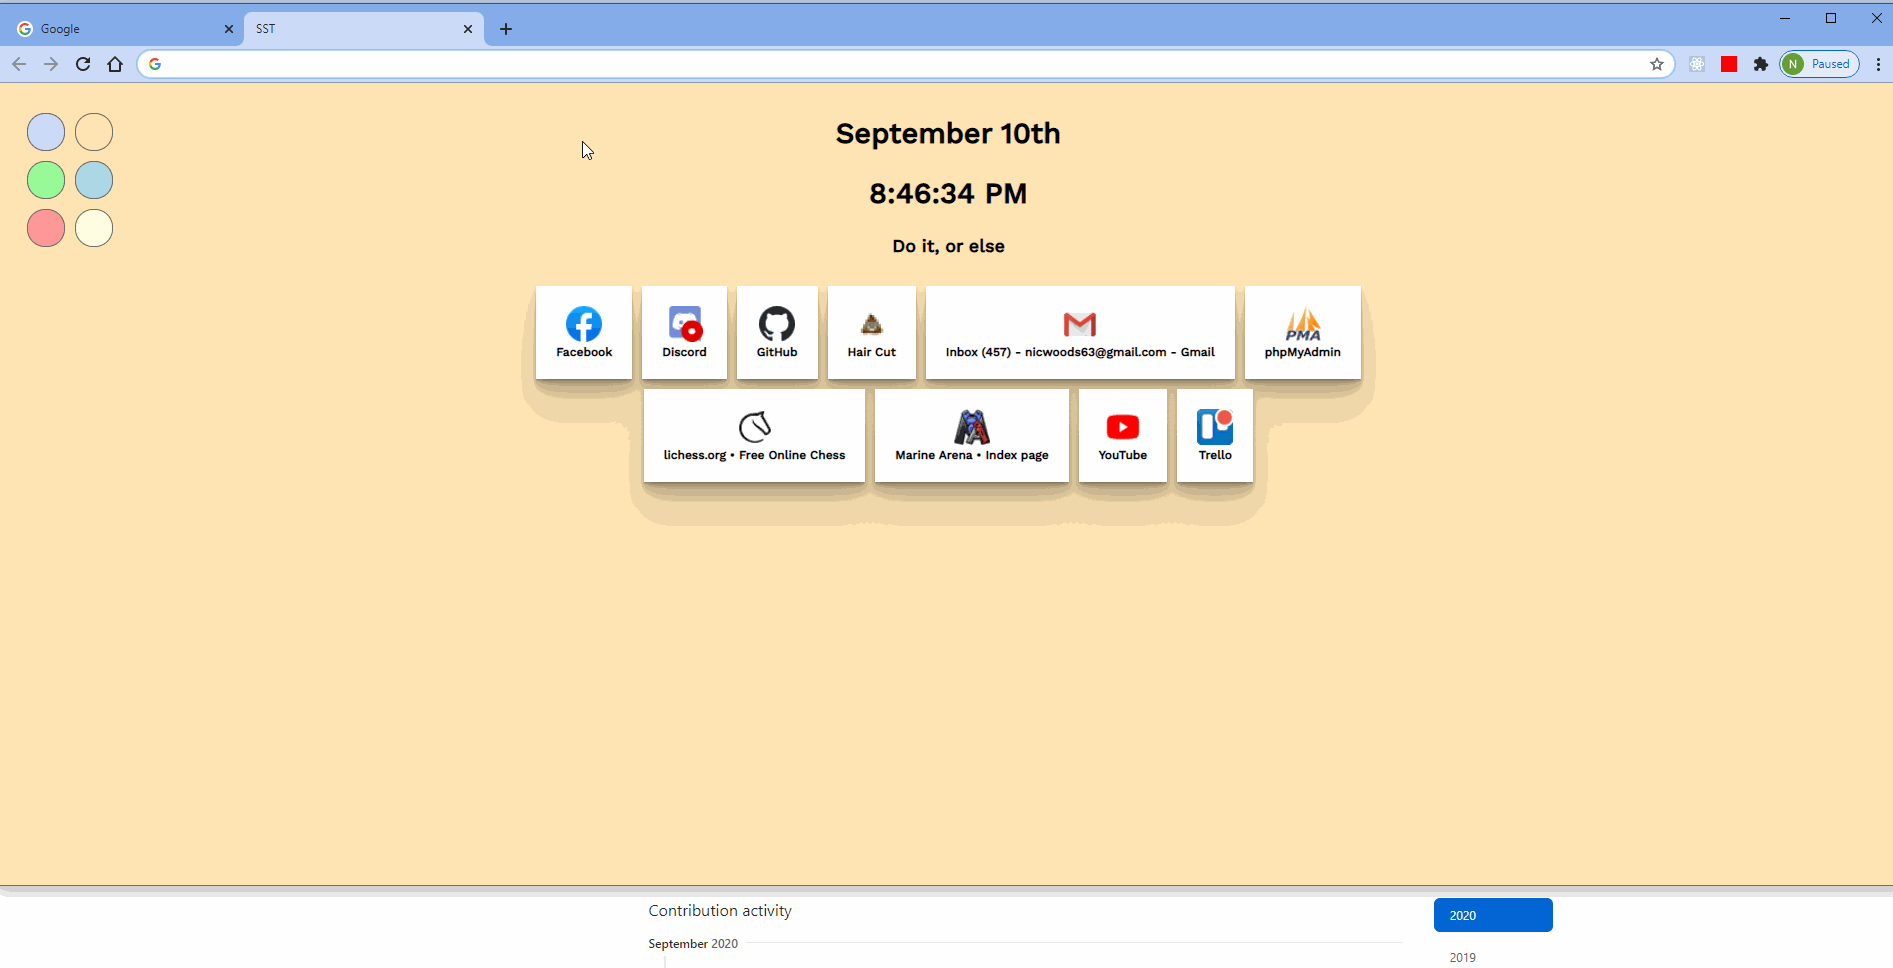 Google
SST
N Paused
September 10th
8:46:34 PM
Do it, or else
Facebook
Discord
GitHub
Hair Cut
Inbox (457) - nicwoods63@gmail.com - Gmail
PMA
phpMyAdmin
lichess.org • Free Online Chess
Marine Arena • Index page
YouTube
Trello
Contribution activity
2020
September 2020
2019